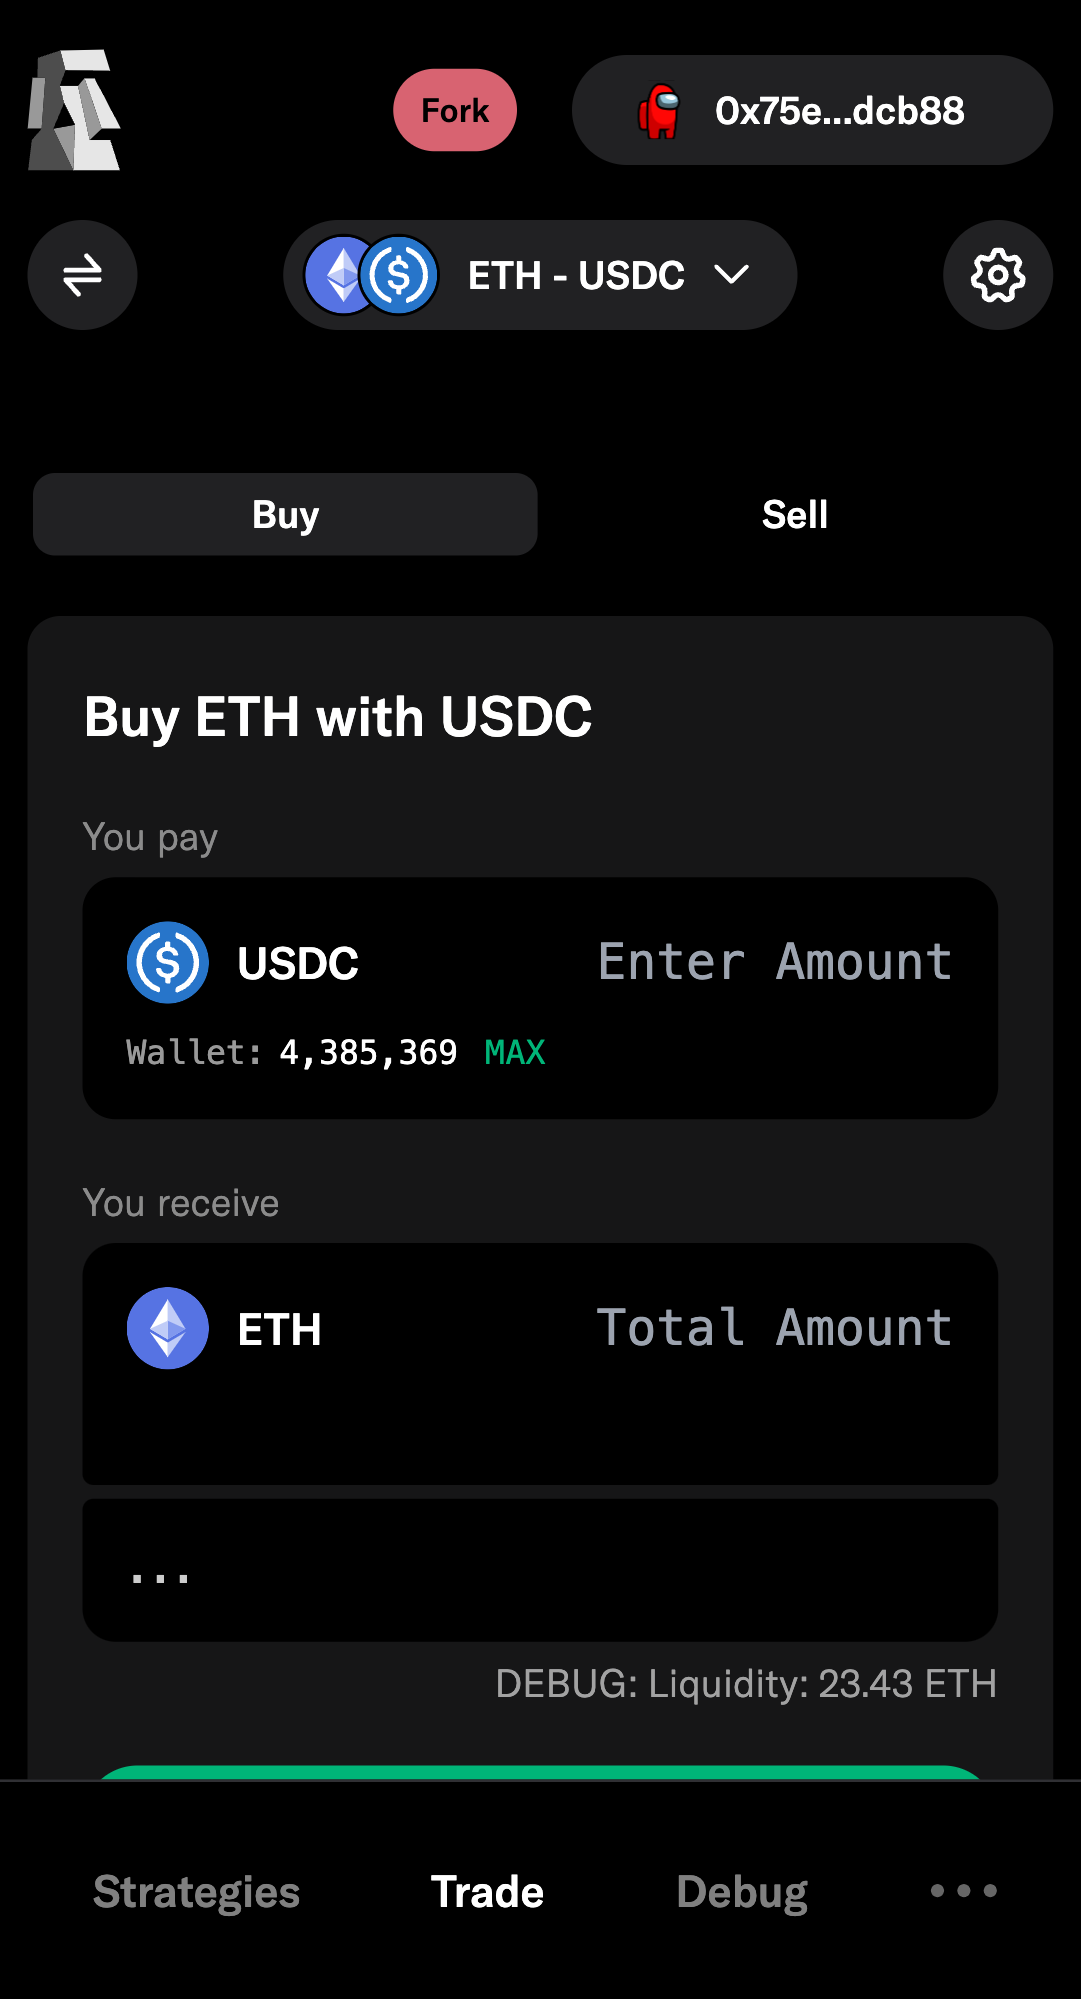 Fork
0x75e...dcb88
ETH - USDC
Buy
Sell
Buy ETH with USDC
You pay
USDC
Enter Amount
Wallet: 4,385,369 MAX
You receive
ETH
Total Amount
...
DEBUG: Liquidity: 23.43 ETH
Strategies
Trade
Debug